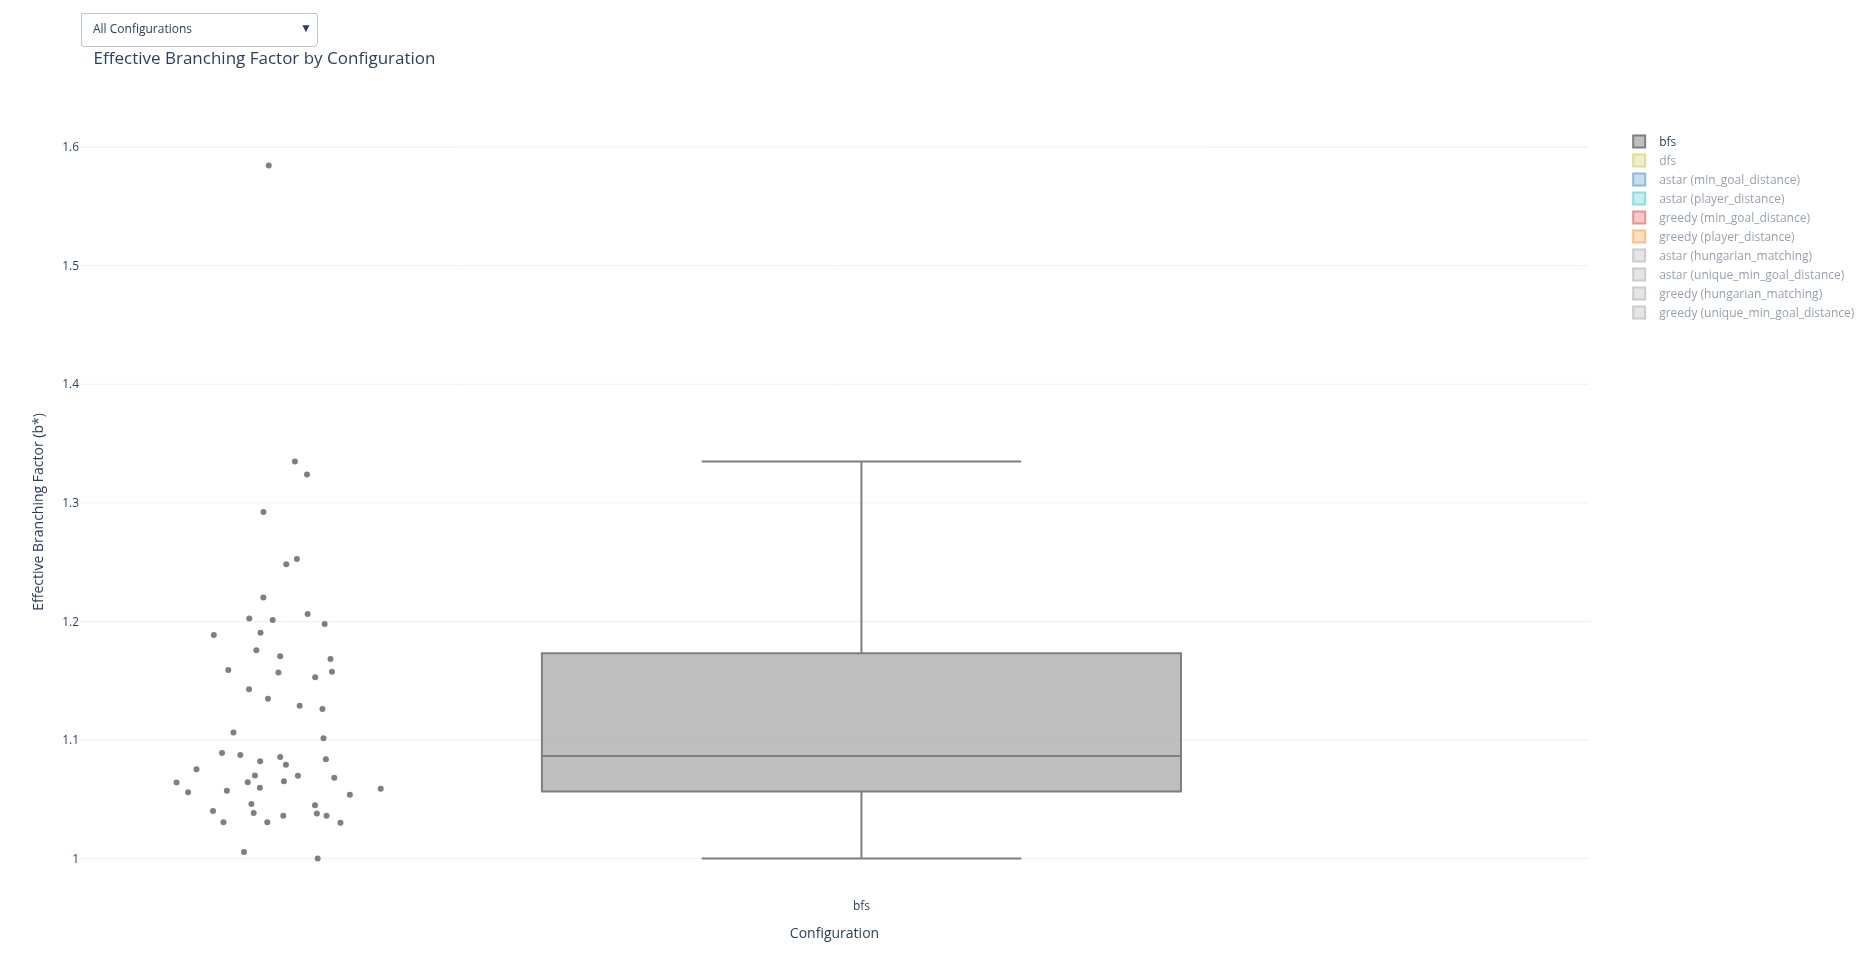 All Configurations ▼
Effective Branching Factor by Configuration
1.6
1.5
1.4
1.3
1.2
1.1
1
Effective Branching Factor (b*)
bfs
Configuration
bfs
dfs
astar (min_goal_distance)
astar (player_distance)
greedy (min_goal_distance)
greedy (player_distance)
astar (hungarian_matching)
astar (unique_min_goal_distance)
greedy (hungarian_matching)
greedy (unique_min_goal_distance)